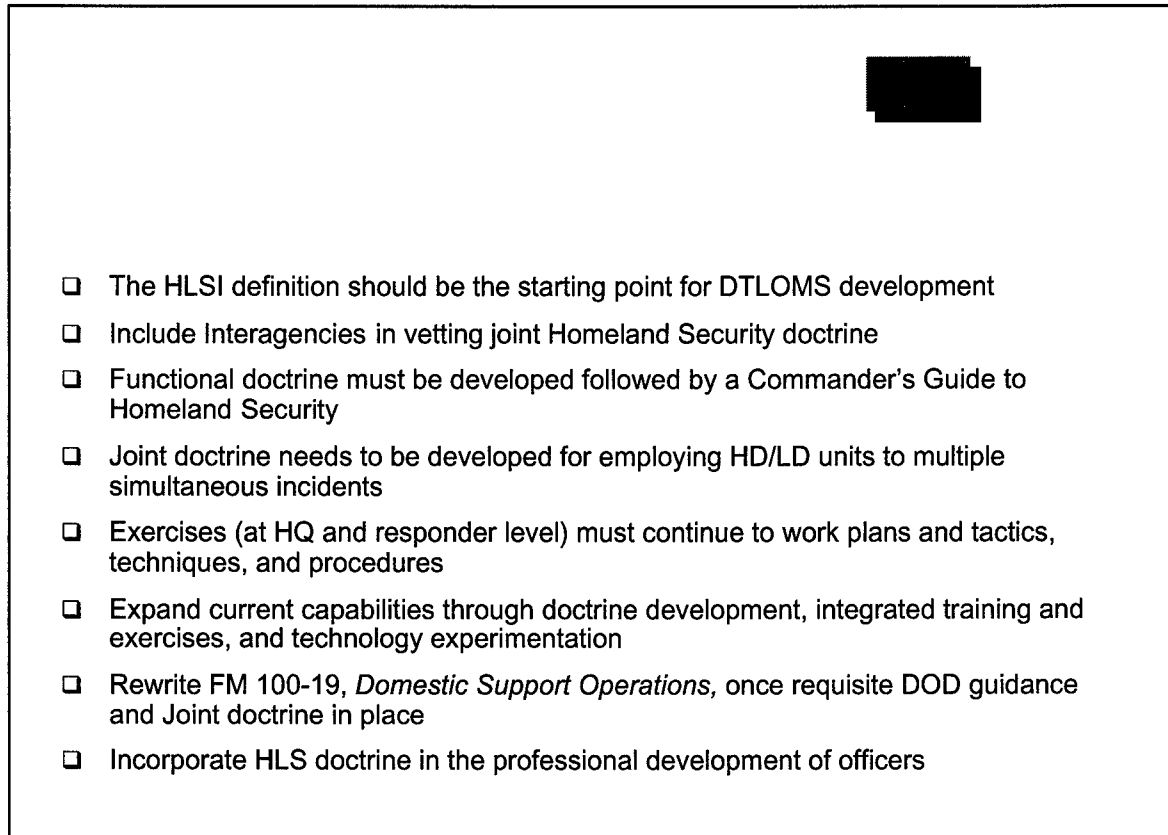 ❑ The HLSI definition should be the starting point for DTLOMS development
❑ Include Interagencies in vetting joint Homeland Security doctrine
❑ Functional doctrine must be developed followed by a Commander's Guide to
Homeland Security
❑ Joint doctrine needs to be developed for employing HD/LD units to multiple
simultaneous incidents
❑ Exercises (at HQ and responder level) must continue to work plans and tactics,
techniques, and procedures
❑ Expand current capabilities through doctrine development, integrated training and
exercises, and technology experimentation
❑ Rewrite FM 100-19, Domestic Support Operations, once requisite DOD guidance
and Joint doctrine in place
❑ Incorporate HLS doctrine in the professional development of officers